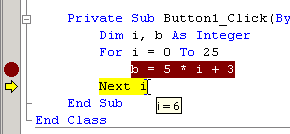 Private Sub Button1_Click(By
Dim i, b As Integer
For i = 0 To 25
b = 5 * i + 3
Next i
i = 6
End Sub
End Class